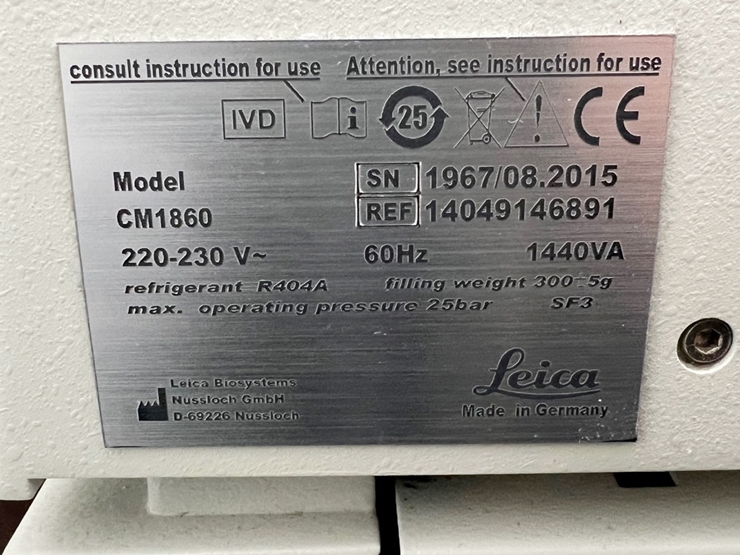 consult instruction for use Attention, see instruction for use
IVD i 25 ! CE
Model SN 1967/08.2015
CM1860 REF 14049146891
220-230 V~ 60Hz 1440VA
refrigerant R404A filling weight 300±5g
max. operating pressure 25bar SF3
Leica
Leica Biosystems
Nussloch GmbH
D-69226 Nussloch
Made in Germany